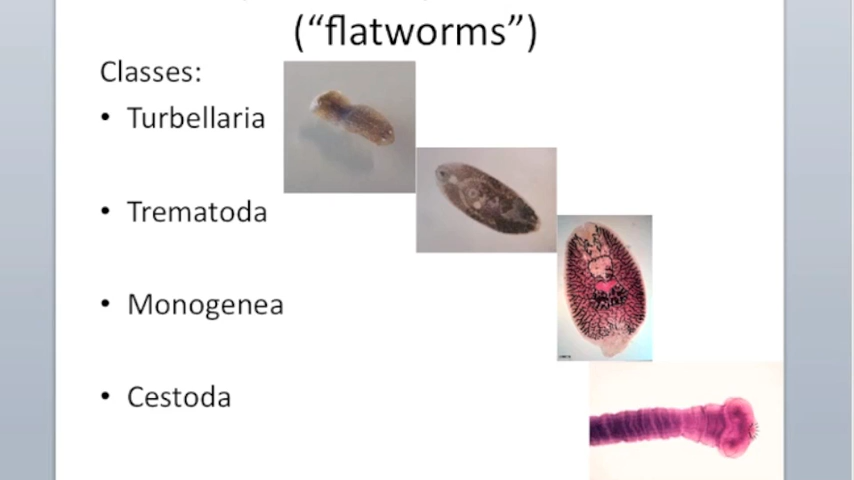 (“flatworms”)
Classes:
• Turbellaria
• Trematoda
• Monogenea
• Cestoda